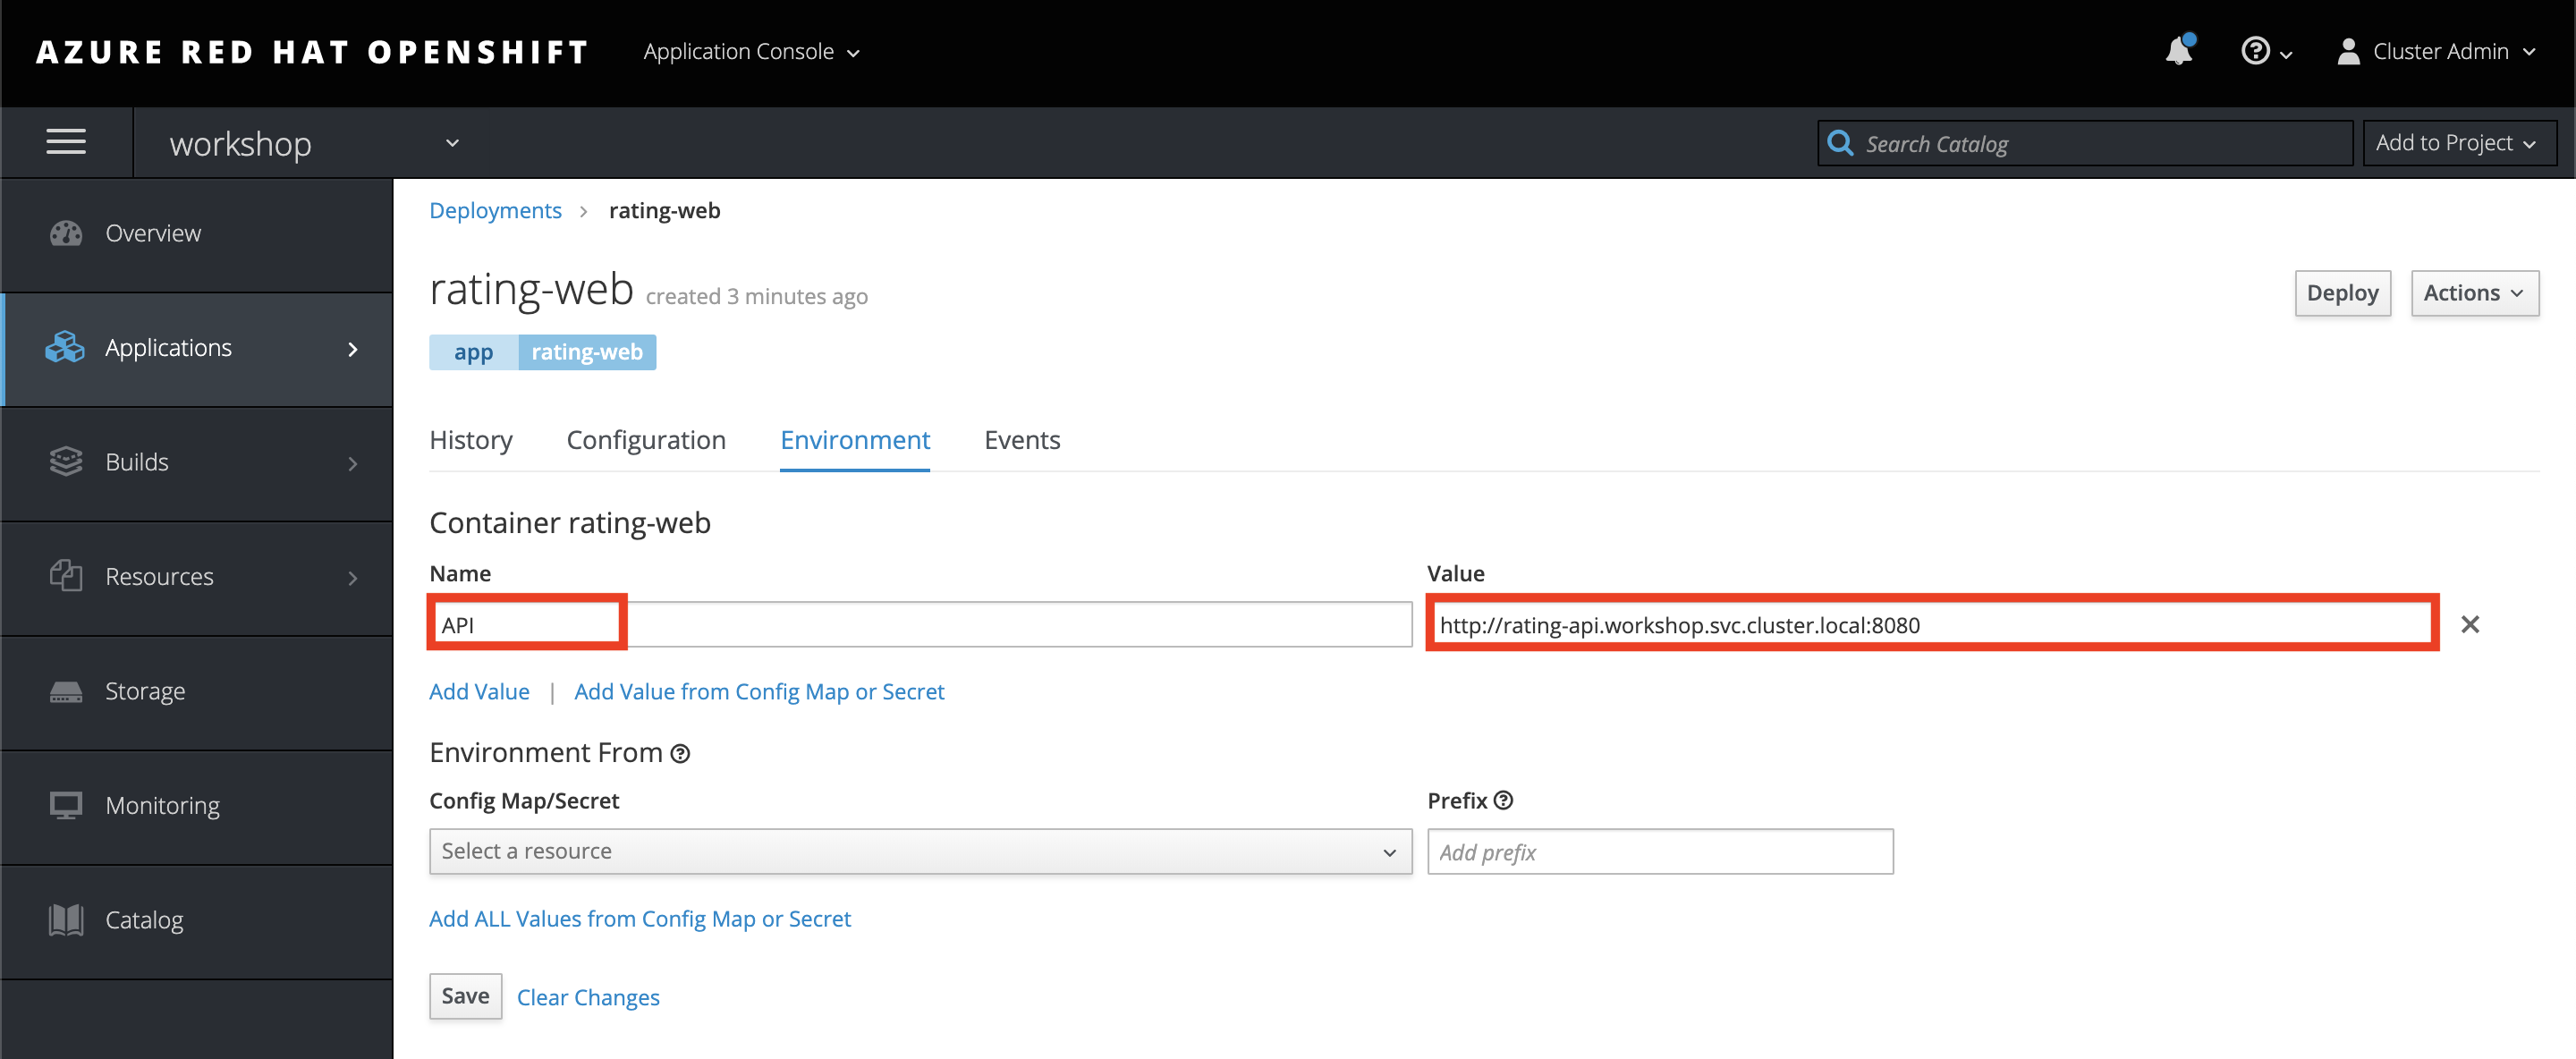 AZURE RED HAT OPENSHIFT Application Console Cluster Admin
workshop Search Catalog Add to Project
Overview
Applications
Builds
Resources
Storage
Monitoring
Catalog
Deployments > rating-web
rating-web created 3 minutes ago Deploy Actions
app rating-web
History Configuration Environment Events
Container rating-web
Name Value
API http://rating-api.workshop.svc.cluster.local:8080
Add Value | Add Value from Config Map or Secret
Environment From
Config Map/Secret Prefix
Select a resource Add prefix
Add ALL Values from Config Map or Secret
Save Clear Changes